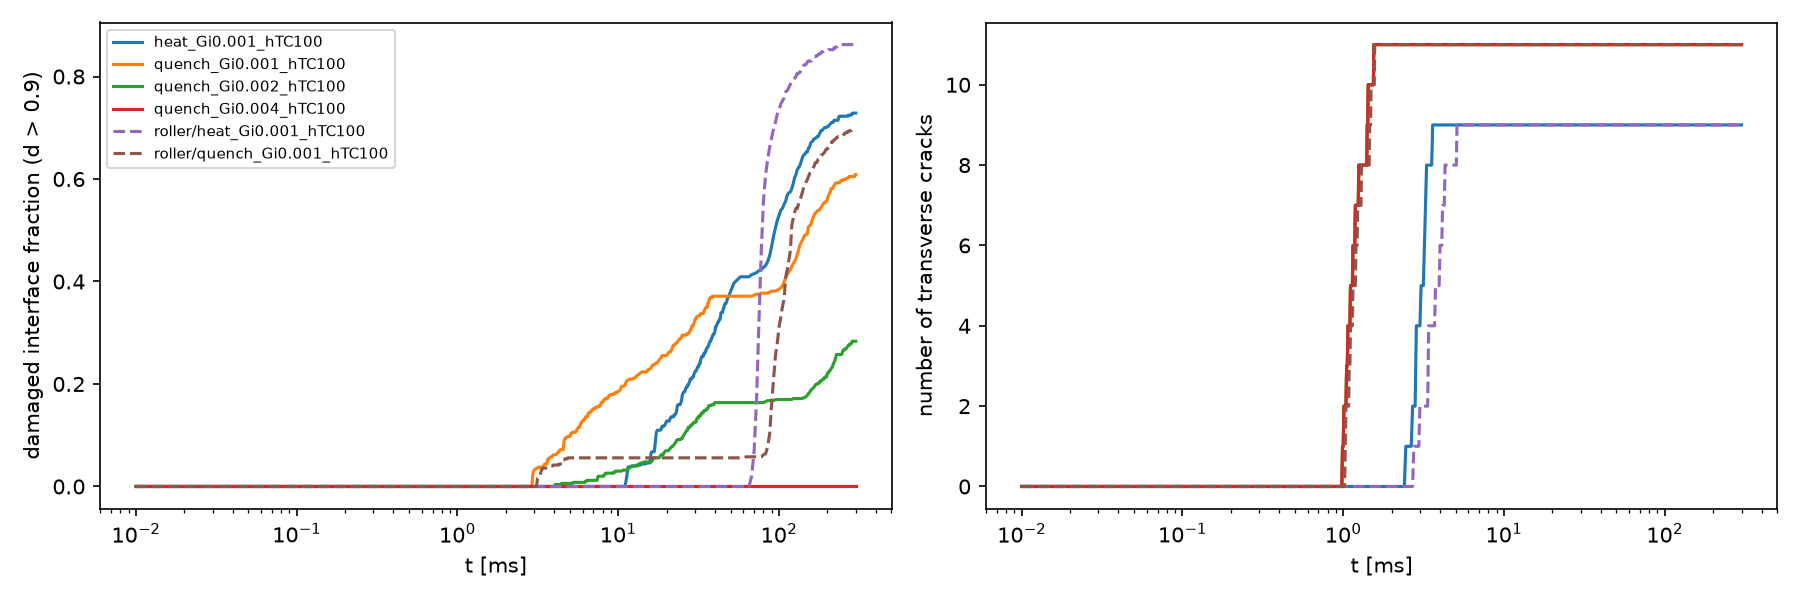 damaged interface fraction (d > 0.9)
0.8
0.6
0.4
0.2
0.0
heat_Gi0.001_hTC100
quench_Gi0.001_hTC100
quench_Gi0.002_hTC100
quench_Gi0.004_hTC100
roller/heat_Gi0.001_hTC100
roller/quench_Gi0.001_hTC100
10⁻² 10⁻¹ 10⁰ 10¹ 10²
t [ms]
number of transverse cracks
10
8
6
4
2
0
10⁻² 10⁻¹ 10⁰ 10¹ 10²
t [ms]